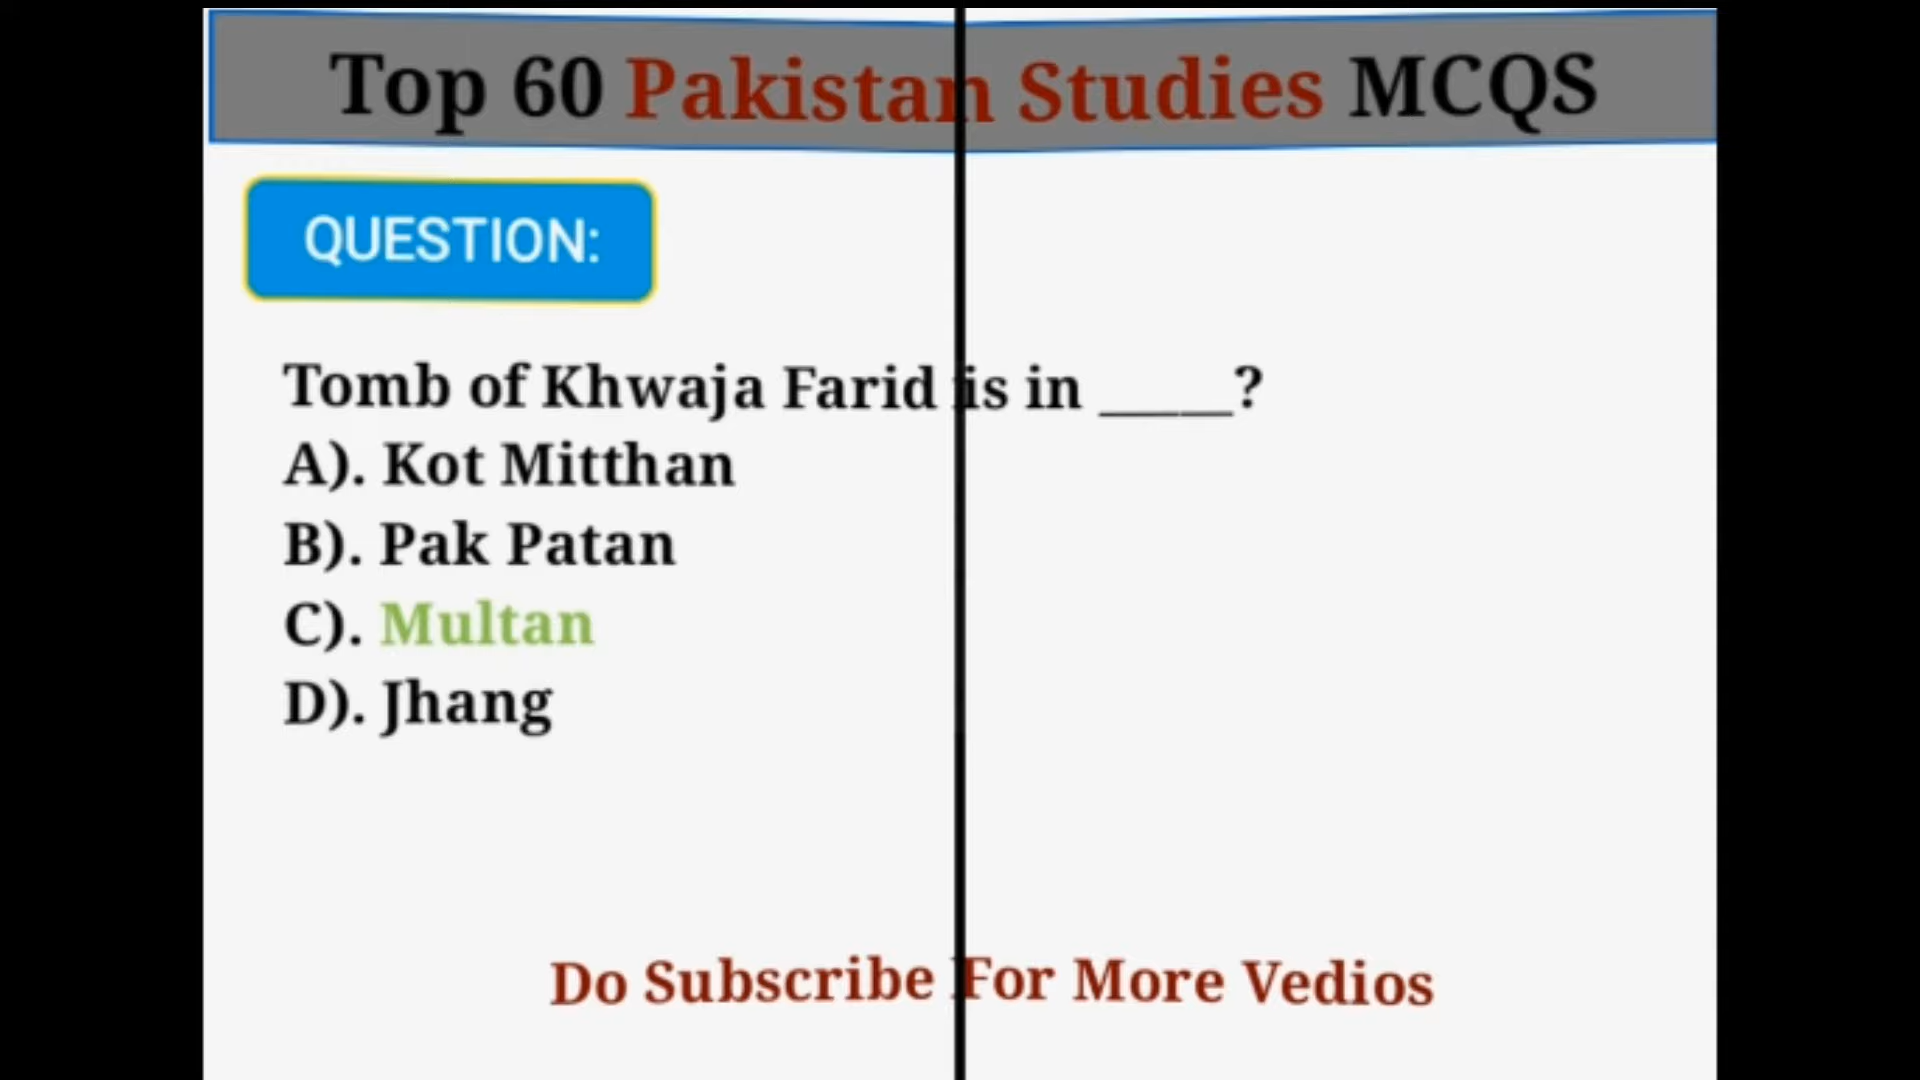 Top 60 Pakistan Studies MCQS
QUESTION:
Tomb of Khwaja Farid is in _____?
A). Kot Mitthan
B). Pak Patan
C). Multan
D). Jhang
Do Subscribe For More Vedios